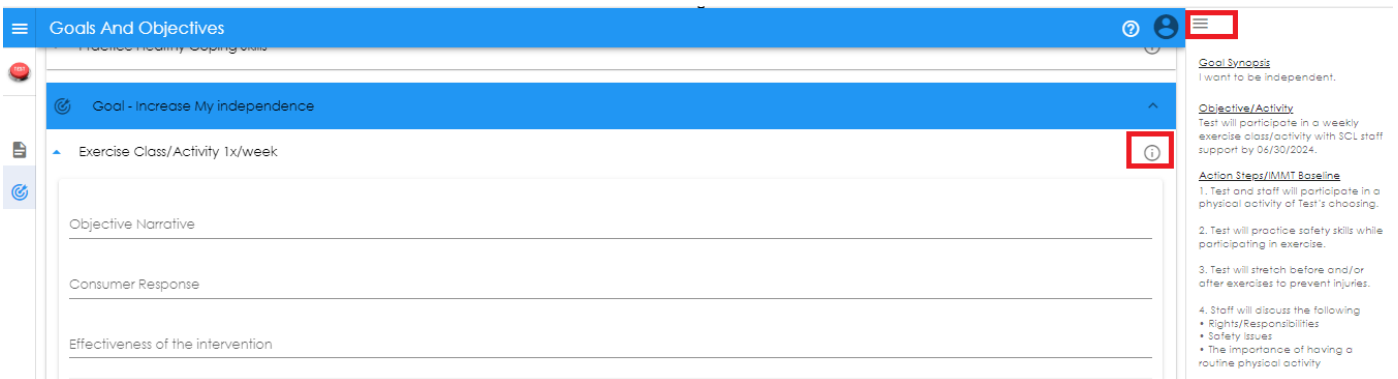 Goals And Objectives
Practice Healthy Coping Skills
TEST
Goal - Increase My independence
Exercise Class/Activity 1x/week
Objective Narrative
Consumer Response
Effectiveness of the intervention
Goal Synopsis
I want to be independent.
Objective/Activity
Test will participate in a weekly
exercise class/activity with SCL staff
support by 06/30/2024.
Action Steps/IMMT Baseline
1. Test and staff will participate in a
physical activity of Test's choosing.
2. Test will practice safety skills while
participating in exercise.
3. Test will stretch before and/or
after exercises to prevent injuries.
4. Staff will discuss the following
• Rights/Responsibilities
• Safety Issues
• The importance of having a
routine physical activity